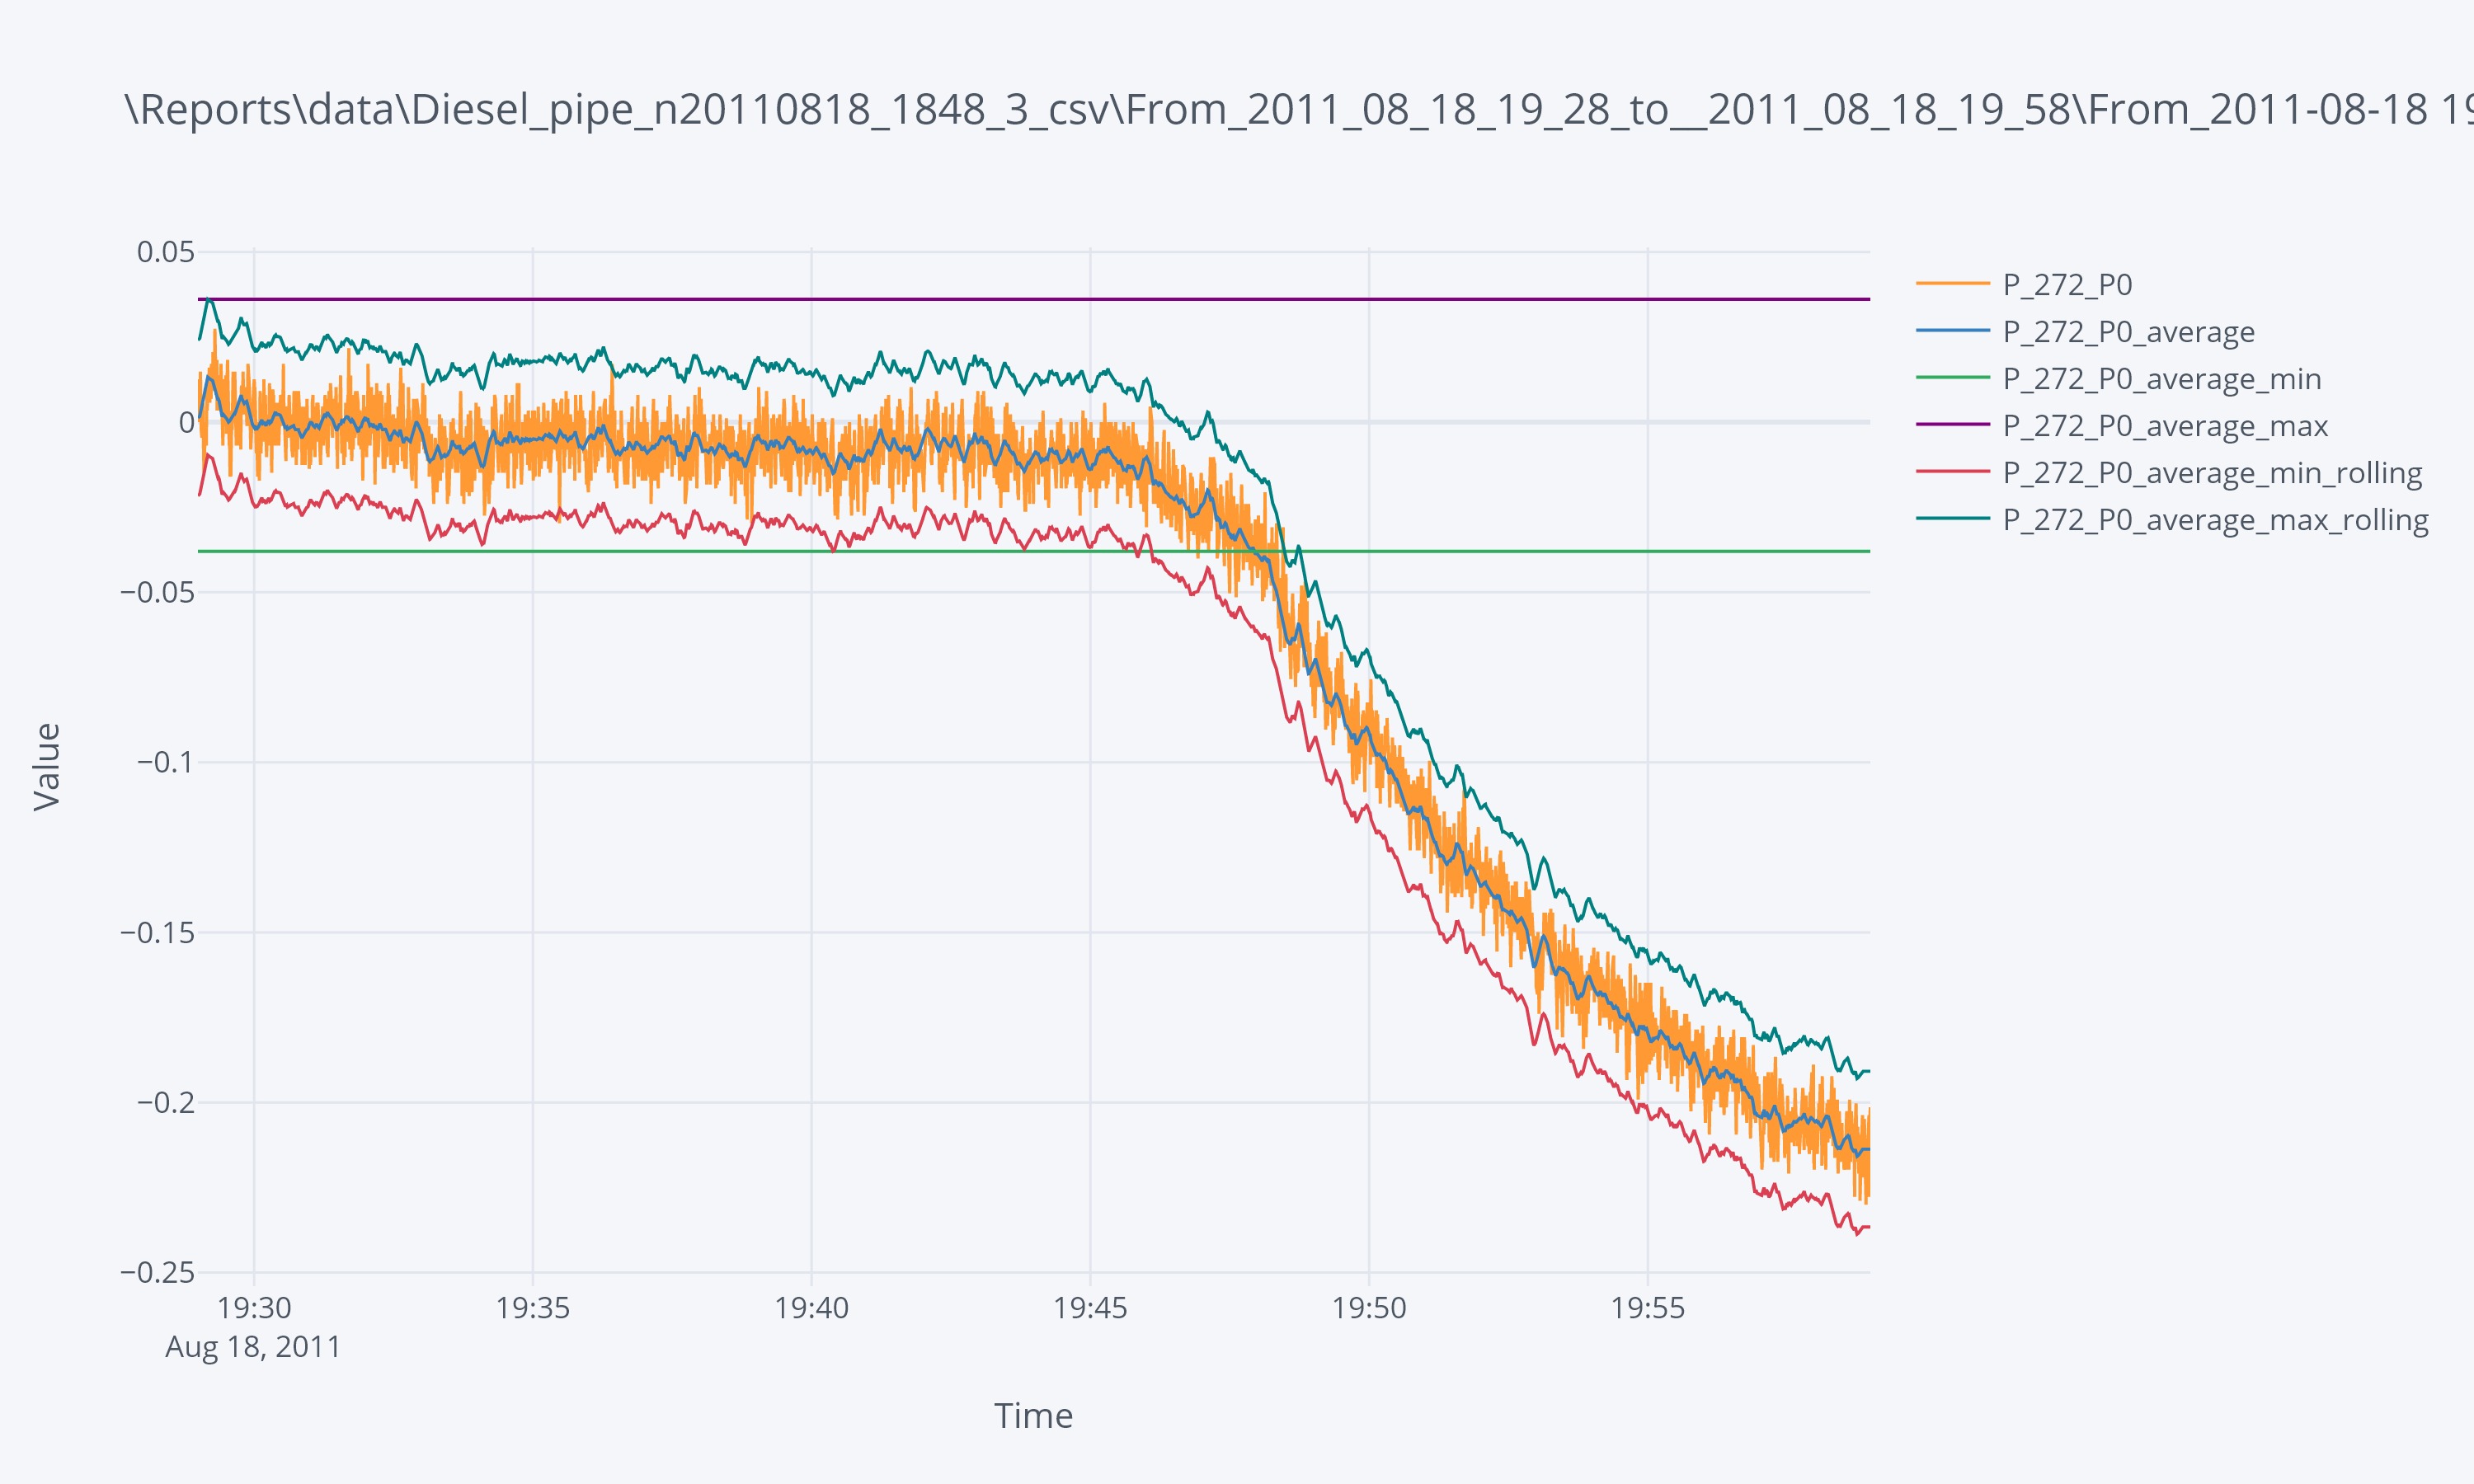 \Reports\data\Diesel_pipe_n20110818_1848_3_csv\From_2011_08_18_19_28_to__2011_08_18_19_58\From_2011-08-18 19
0.05
0
−0.05
−0.1
−0.15
−0.2
−0.25
Value
19:30
Aug 18, 2011
19:35
19:40
19:45
19:50
19:55
Time
P_272_P0
P_272_P0_average
P_272_P0_average_min
P_272_P0_average_max
P_272_P0_average_min_rolling
P_272_P0_average_max_rolling